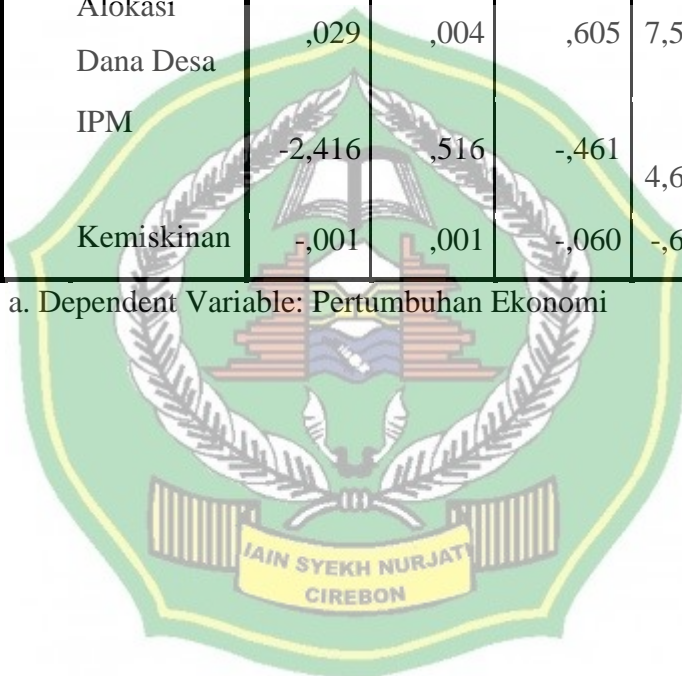 Alokasi
Dana Desa ,029 ,004 ,605 7,5
IPM
-2,416 ,516 -,461
4,6
Kemiskinan -,001 ,001 -,060 -,6
a. Dependent Variable: Pertumbuhan Ekonomi
IAIN SYEKH NURJATI
CIREBON